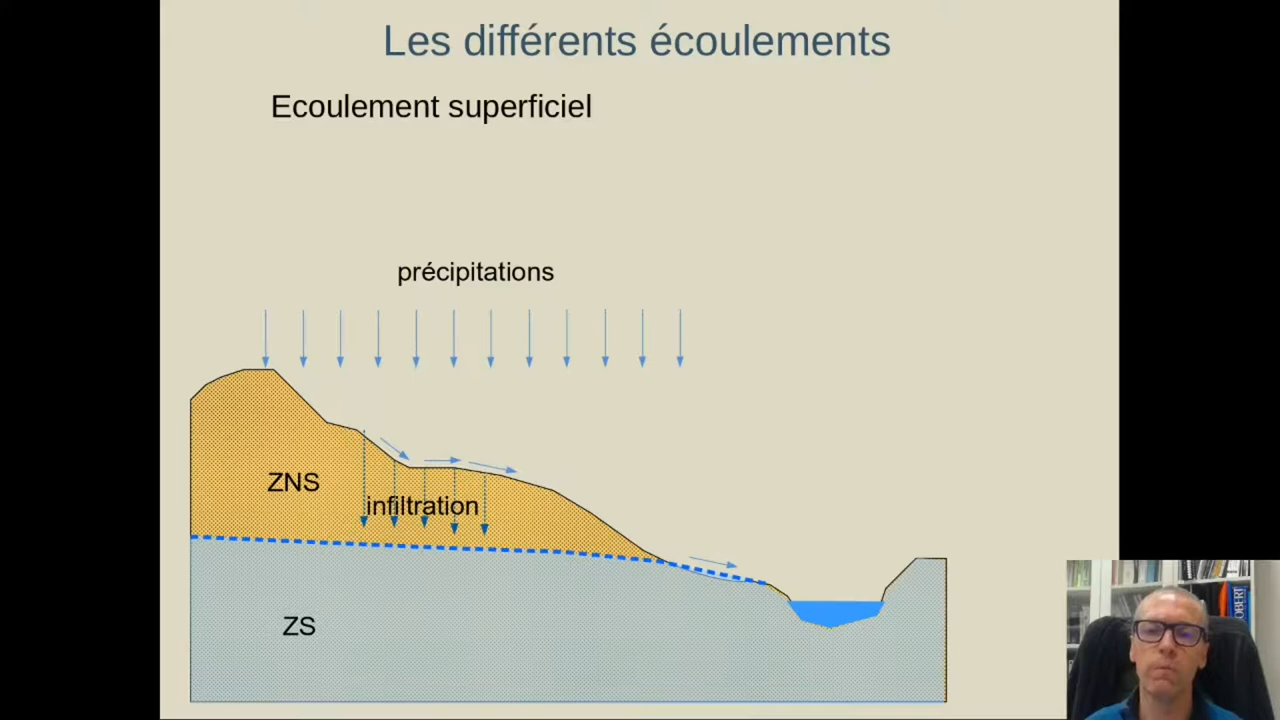 Les différents écoulements
Ecoulement superficiel
précipitations
ZNS
infiltration
ZS